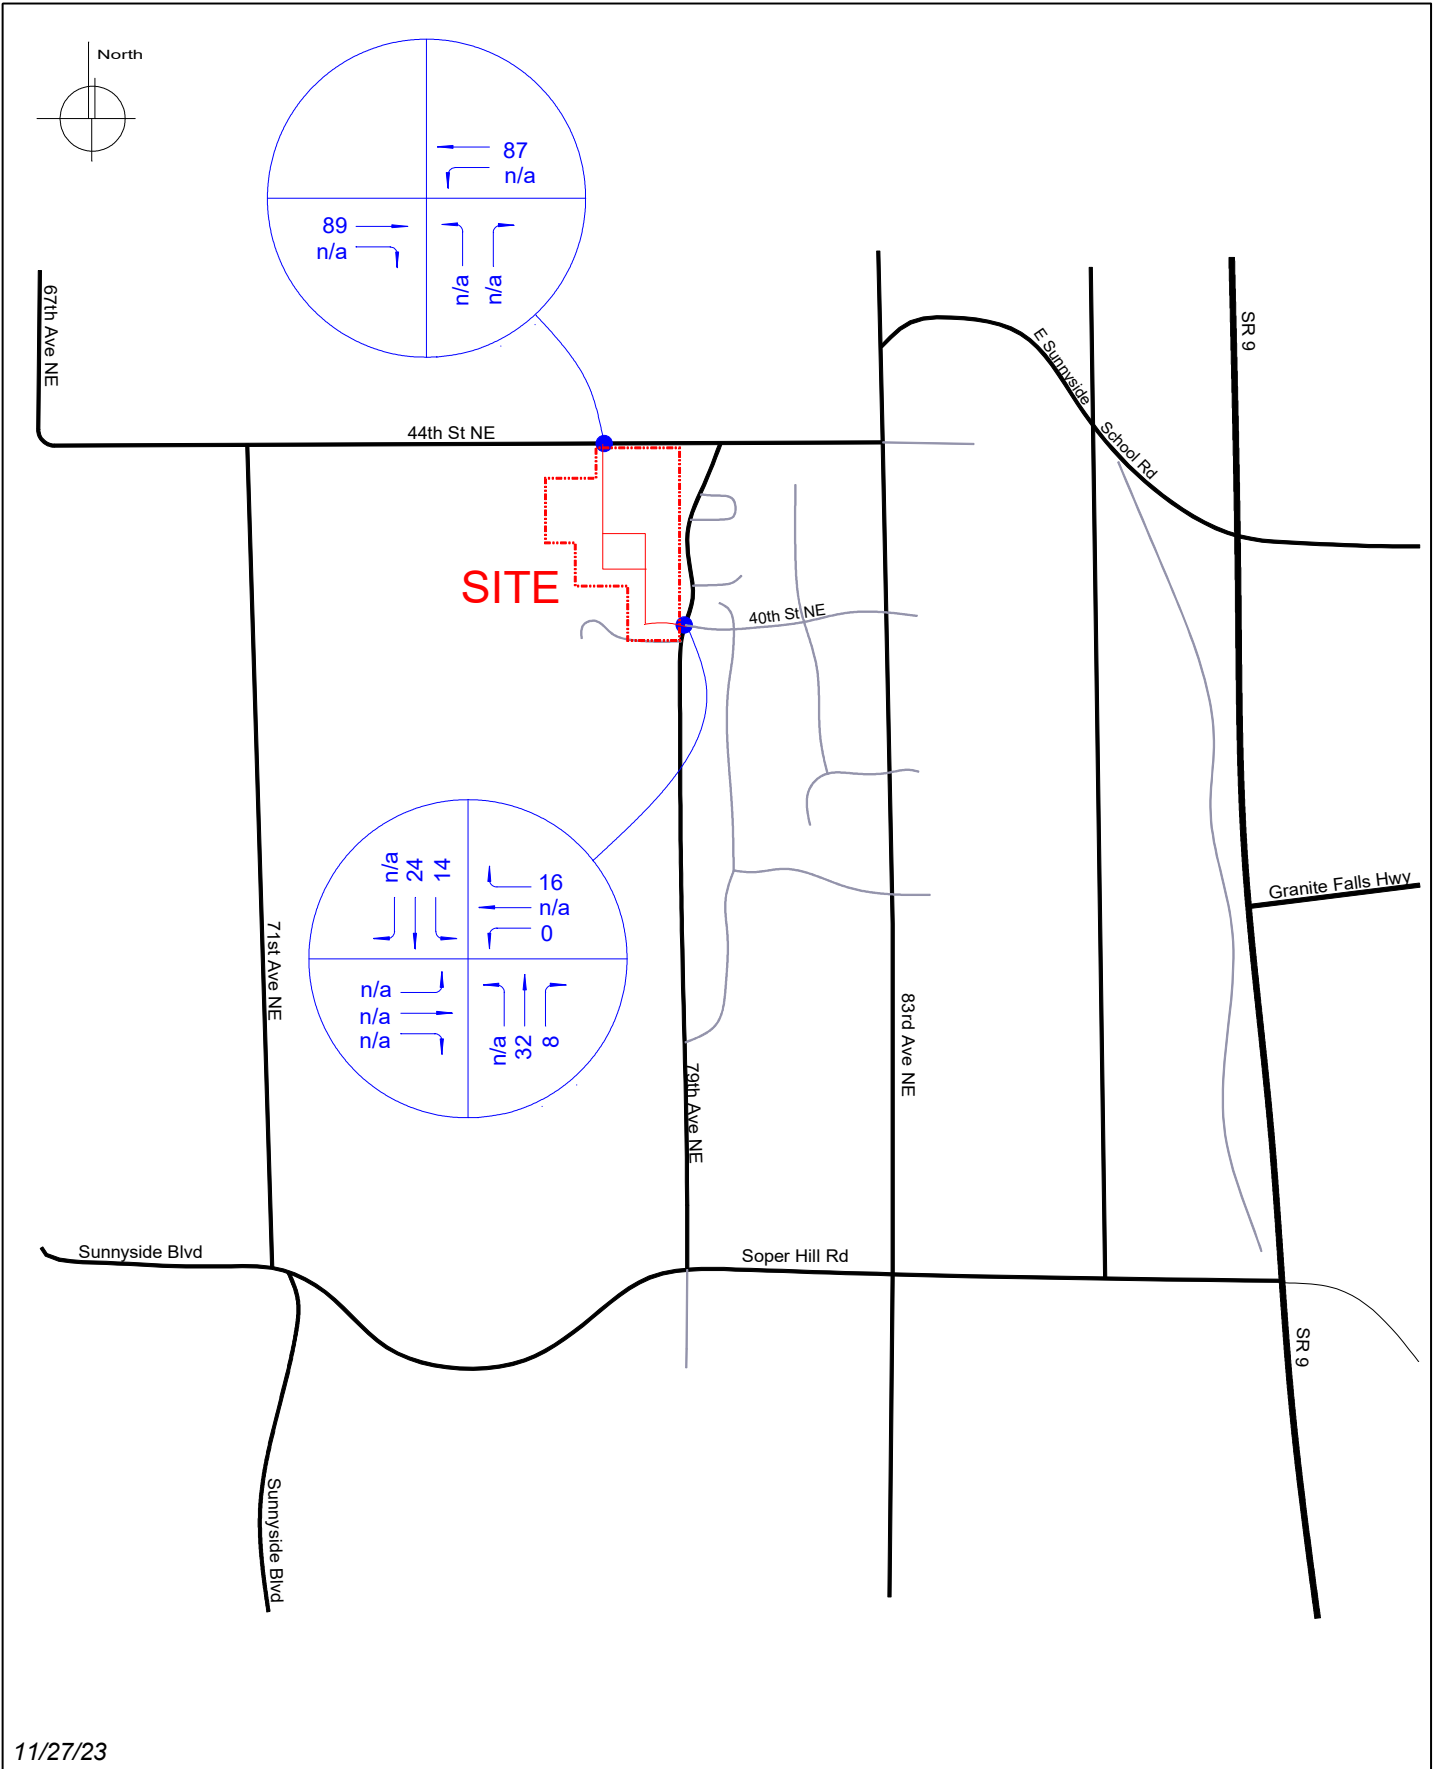 North
87
n/a
89
n/a
n/a
n/a
67th Ave NE
SR 9
E Sunnyside
School Rd
44th St NE
SITE
40th St NE
n/a
24
14
16
n/a
0
n/a
n/a
n/a
n/a
32
8
Granite Falls Hwy
71st Ave NE
83rd Ave NE
79th Ave NE
Sunnyside Blvd
Soper Hill Rd
SR 9
Sunnyside Blvd
11/27/23